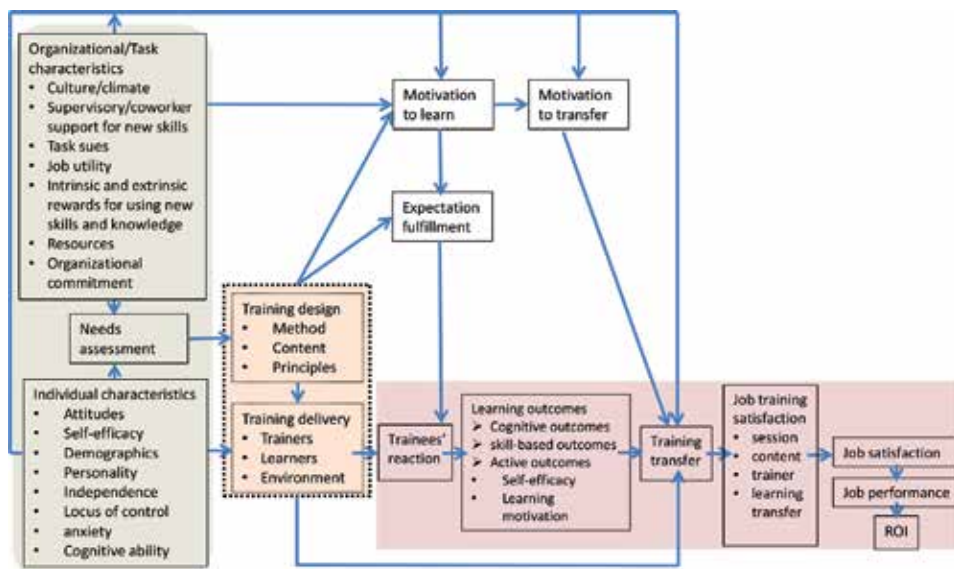 Organizational/Task
characteristics
• Culture/climate
• Supervisory/coworker
support for new skills
• Task sues
• Job utility
• Intrinsic and extrinsic
rewards for using new
skills and knowledge
• Resources
• Organizational
commitment
Needs
assessment
Individual characteristics
• Attitudes
• Self-efficacy
• Demographics
• Personality
• Independence
• Locus of control
• anxiety
• Cognitive ability
Training design
• Method
• Content
• Principles
Training delivery
• Trainers
• Learners
• Environment
Motivation
to learn
Motivation
to transfer
Expectation
fulfillment
Trainees'
reaction
Learning outcomes
➢ Cognitive outcomes
➢ skill-based outcomes
➢ Active outcomes
• Self-efficacy
• Learning
motivation
Training
transfer
Job training
satisfaction
• session
• content
• trainer
• learning
transfer
Job satisfaction
Job performance
ROI